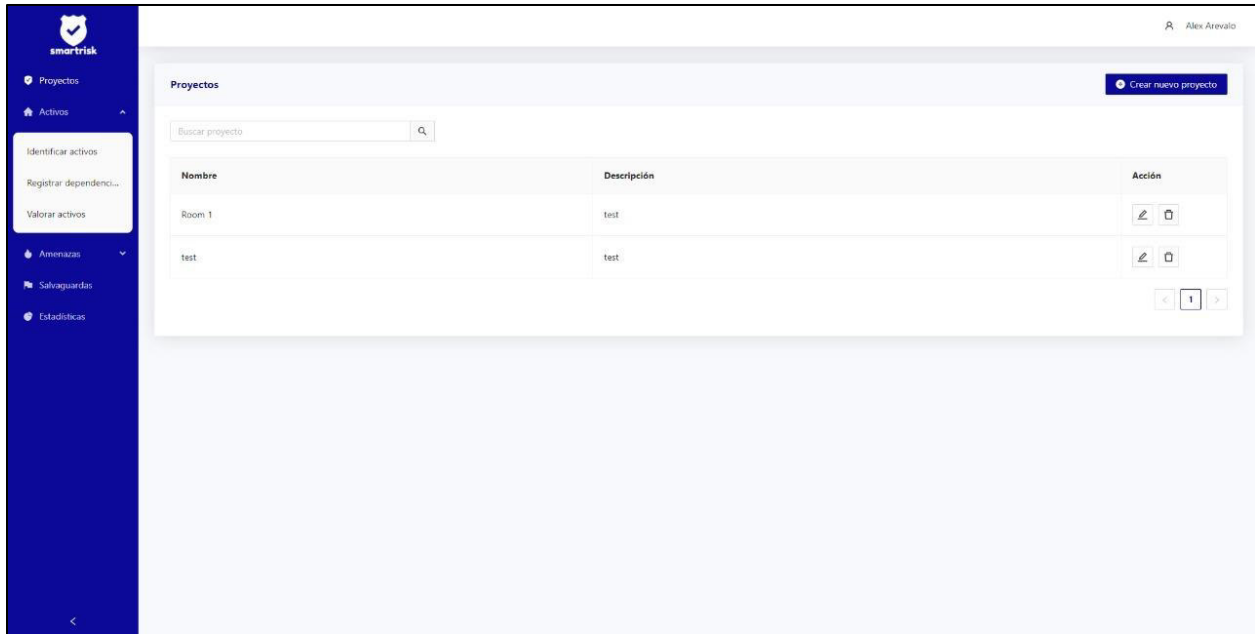 smartrisk
Alex Arevalo
Proyectos
Activos
Identificar activos
Registrar dependenci...
Valorar activos
Amenazas
Salvaguardas
Estadísticas
Proyectos
Crear nuevo proyecto
Buscar proyecto
Nombre Descripción Acción
Room 1 test
test test
1